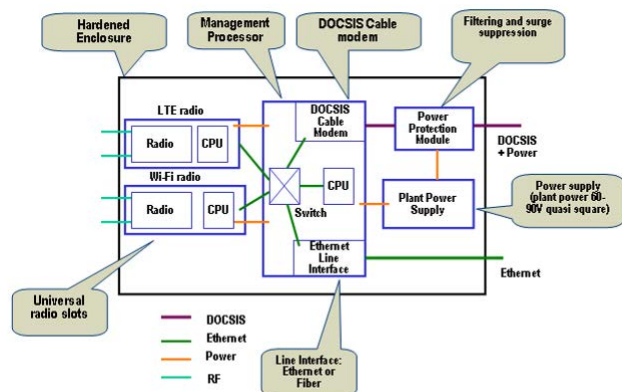 Hardened
Enclosure
Management
Processor
DOCSIS Cable
modem
Filtering and surge
suppression
LTE radio
Radio
CPU
Wi-Fi radio
Radio
CPU
DOCSIS
Cable
Modem
Switch
CPU
Ethernet
Line
Interface
Power
Protection
Module
DOCSIS
+ Power
Plant Power
Supply
Power supply
(plant power 60-
90V quasi square)
Ethernet
Universal
radio slots
DOCSIS
Ethernet
Power
RF
Line Interface:
Ethernet or
Fiber